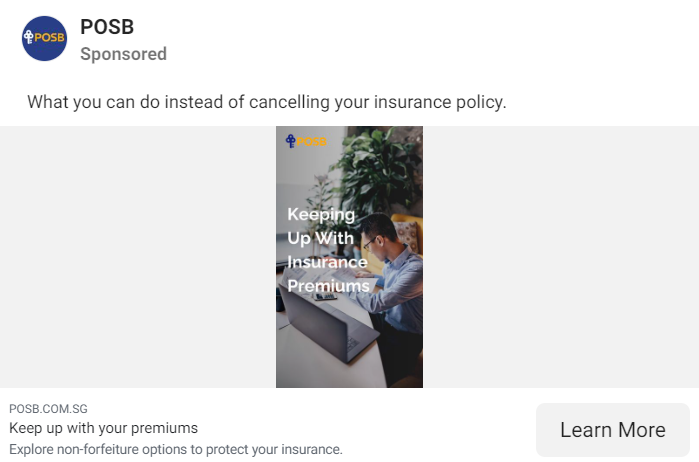 POSB
POSB
Sponsored
What you can do instead of cancelling your insurance policy.
POSB
Keeping
Up With
Insurance
Premiums
POSB.COM.SG
Keep up with your premiums
Explore non-forfeiture options to protect your insurance.
Learn More